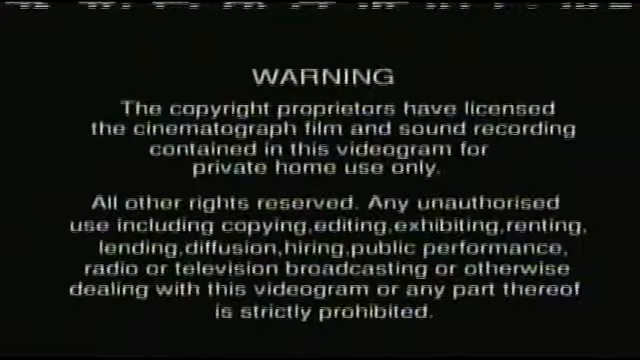 WARNING
The copyright proprietors have licensed
the cinematograph film and sound recording
contained in this videogram for
private home use only.
All other rights reserved. Any unauthorised
use including copying,editing,exhibiting,renting,
lending,diffusion,hiring,public performance,
radio or television broadcasting or otherwise
dealing with this videogram or any part thereof
is strictly prohibited.